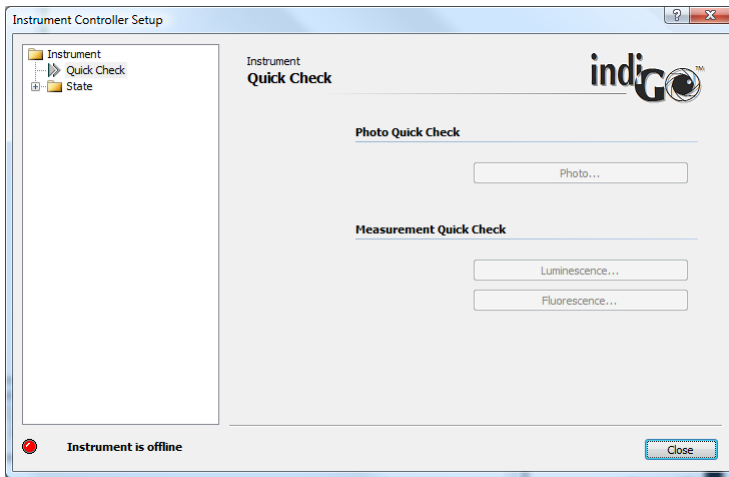 Instrument Controller Setup
Instrument
Quick Check
State
Instrument
Quick Check
indiGO™
Photo Quick Check
Photo...
Measurement Quick Check
Luminescence...
Fluorescence...
Instrument is offline
Close